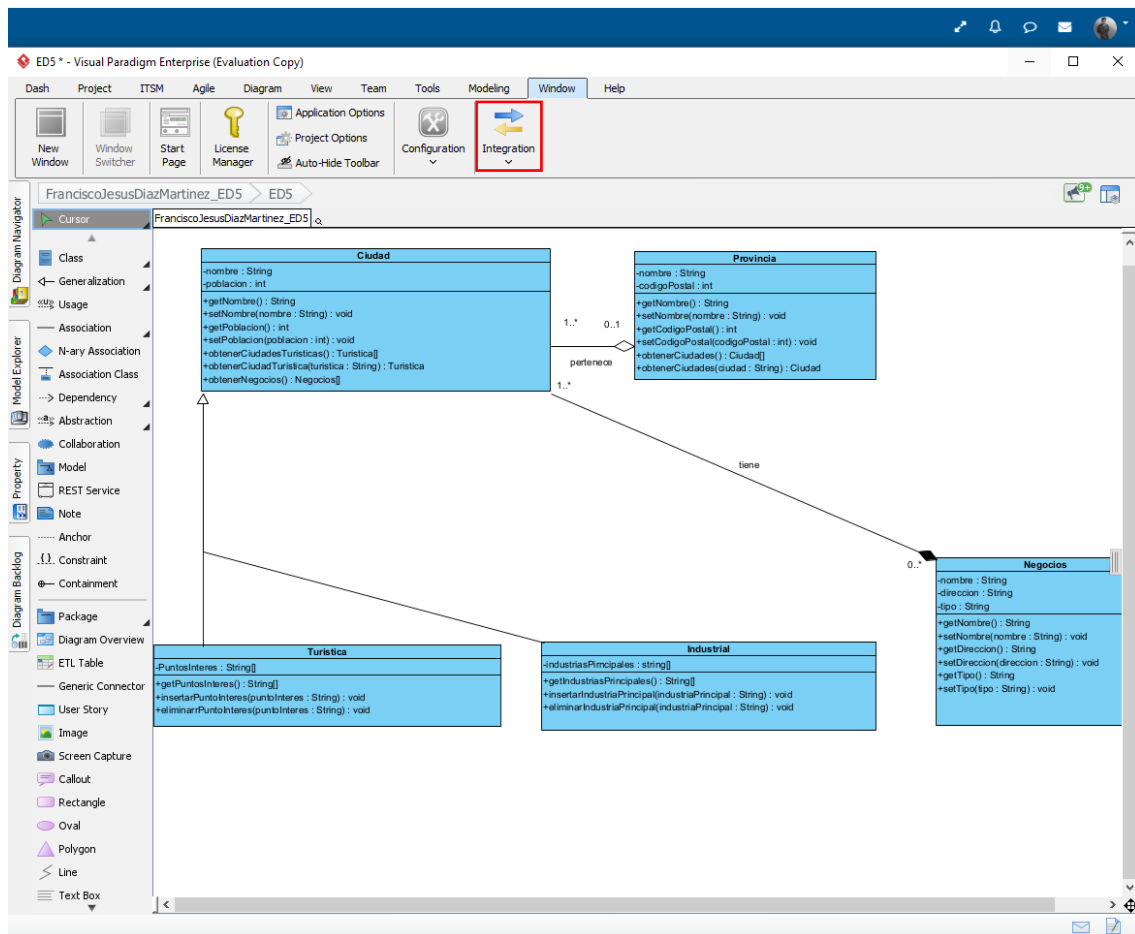 ED5 * - Visual Paradigm Enterprise (Evaluation Copy)
Dash Project ITSM Agile Diagram View Team Tools Modeling Window Help
New Window
Window Switcher
Start Page
License Manager
Application Options
Project Options
Auto-Hide Toolbar
Configuration
Integration
FranciscoJesusDiazMartinez_ED5 ED5
9+
Diagram Navigator
Model Explorer
Property
Diagram Backlog
Cursor
Class
Generalization
«U» Usage
Association
N-ary Association
Association Class
Dependency
«a» Abstraction
Collaboration
Model
REST Service
Note
Anchor
{} Constraint
Containment
Package
Diagram Overview
ETL Table
Generic Connector
User Story
Image
Screen Capture
Callout
Rectangle
Oval
Polygon
Line
Text Box
FranciscoJesusDiazMartinez_ED5
Ciudad
-nombre : String
-poblacion : int
+getNombre() : String
+setNombre(nombre : String) : void
+getPoblacion() : int
+setPoblacion(poblacion : int) : void
+obtenerCiudadesTuristicas() : Turistica[]
+obtenerCiudadTuristica(turistica : String) : Turistica
+obtenerNegocios() : Negocios[]
1..*
0..1
pertenece
1..*
Provincia
-nombre : String
-codigoPostal : int
+getNombre() : String
+setNombre(nombre : String) : void
+getCodigoPostal() : int
+setCodigoPostal(codigoPostal : int) : void
+obtenerCiudades() : Ciudad[]
+obtenerCiudades(ciudad : String) : Ciudad
tiene
0..*
Negocios
-nombre : String
-direccion : String
-tipo : String
+getNombre() : String
+setNombre(nombre : String) : void
+getDireccion() : String
+setDireccion(direccion : String) : void
+getTipo() : String
+setTipo(tipo : String) : void
Turistica
-PuntosInteres : String[]
+getPuntosInteres() : String[]
+insertarPuntoInteres(puntoInteres : String) : void
+eliminarrPuntoInteres(puntoInteres : String) : void
Industrial
-industriasPimcipales : string[]
+getIndustriasPrincipales() : String[]
+insertarIndustriaPrincipal(industriaPrincipal : String) : void
+eliminarIndustriaPrincipal(industriaPrincipal : String) : void